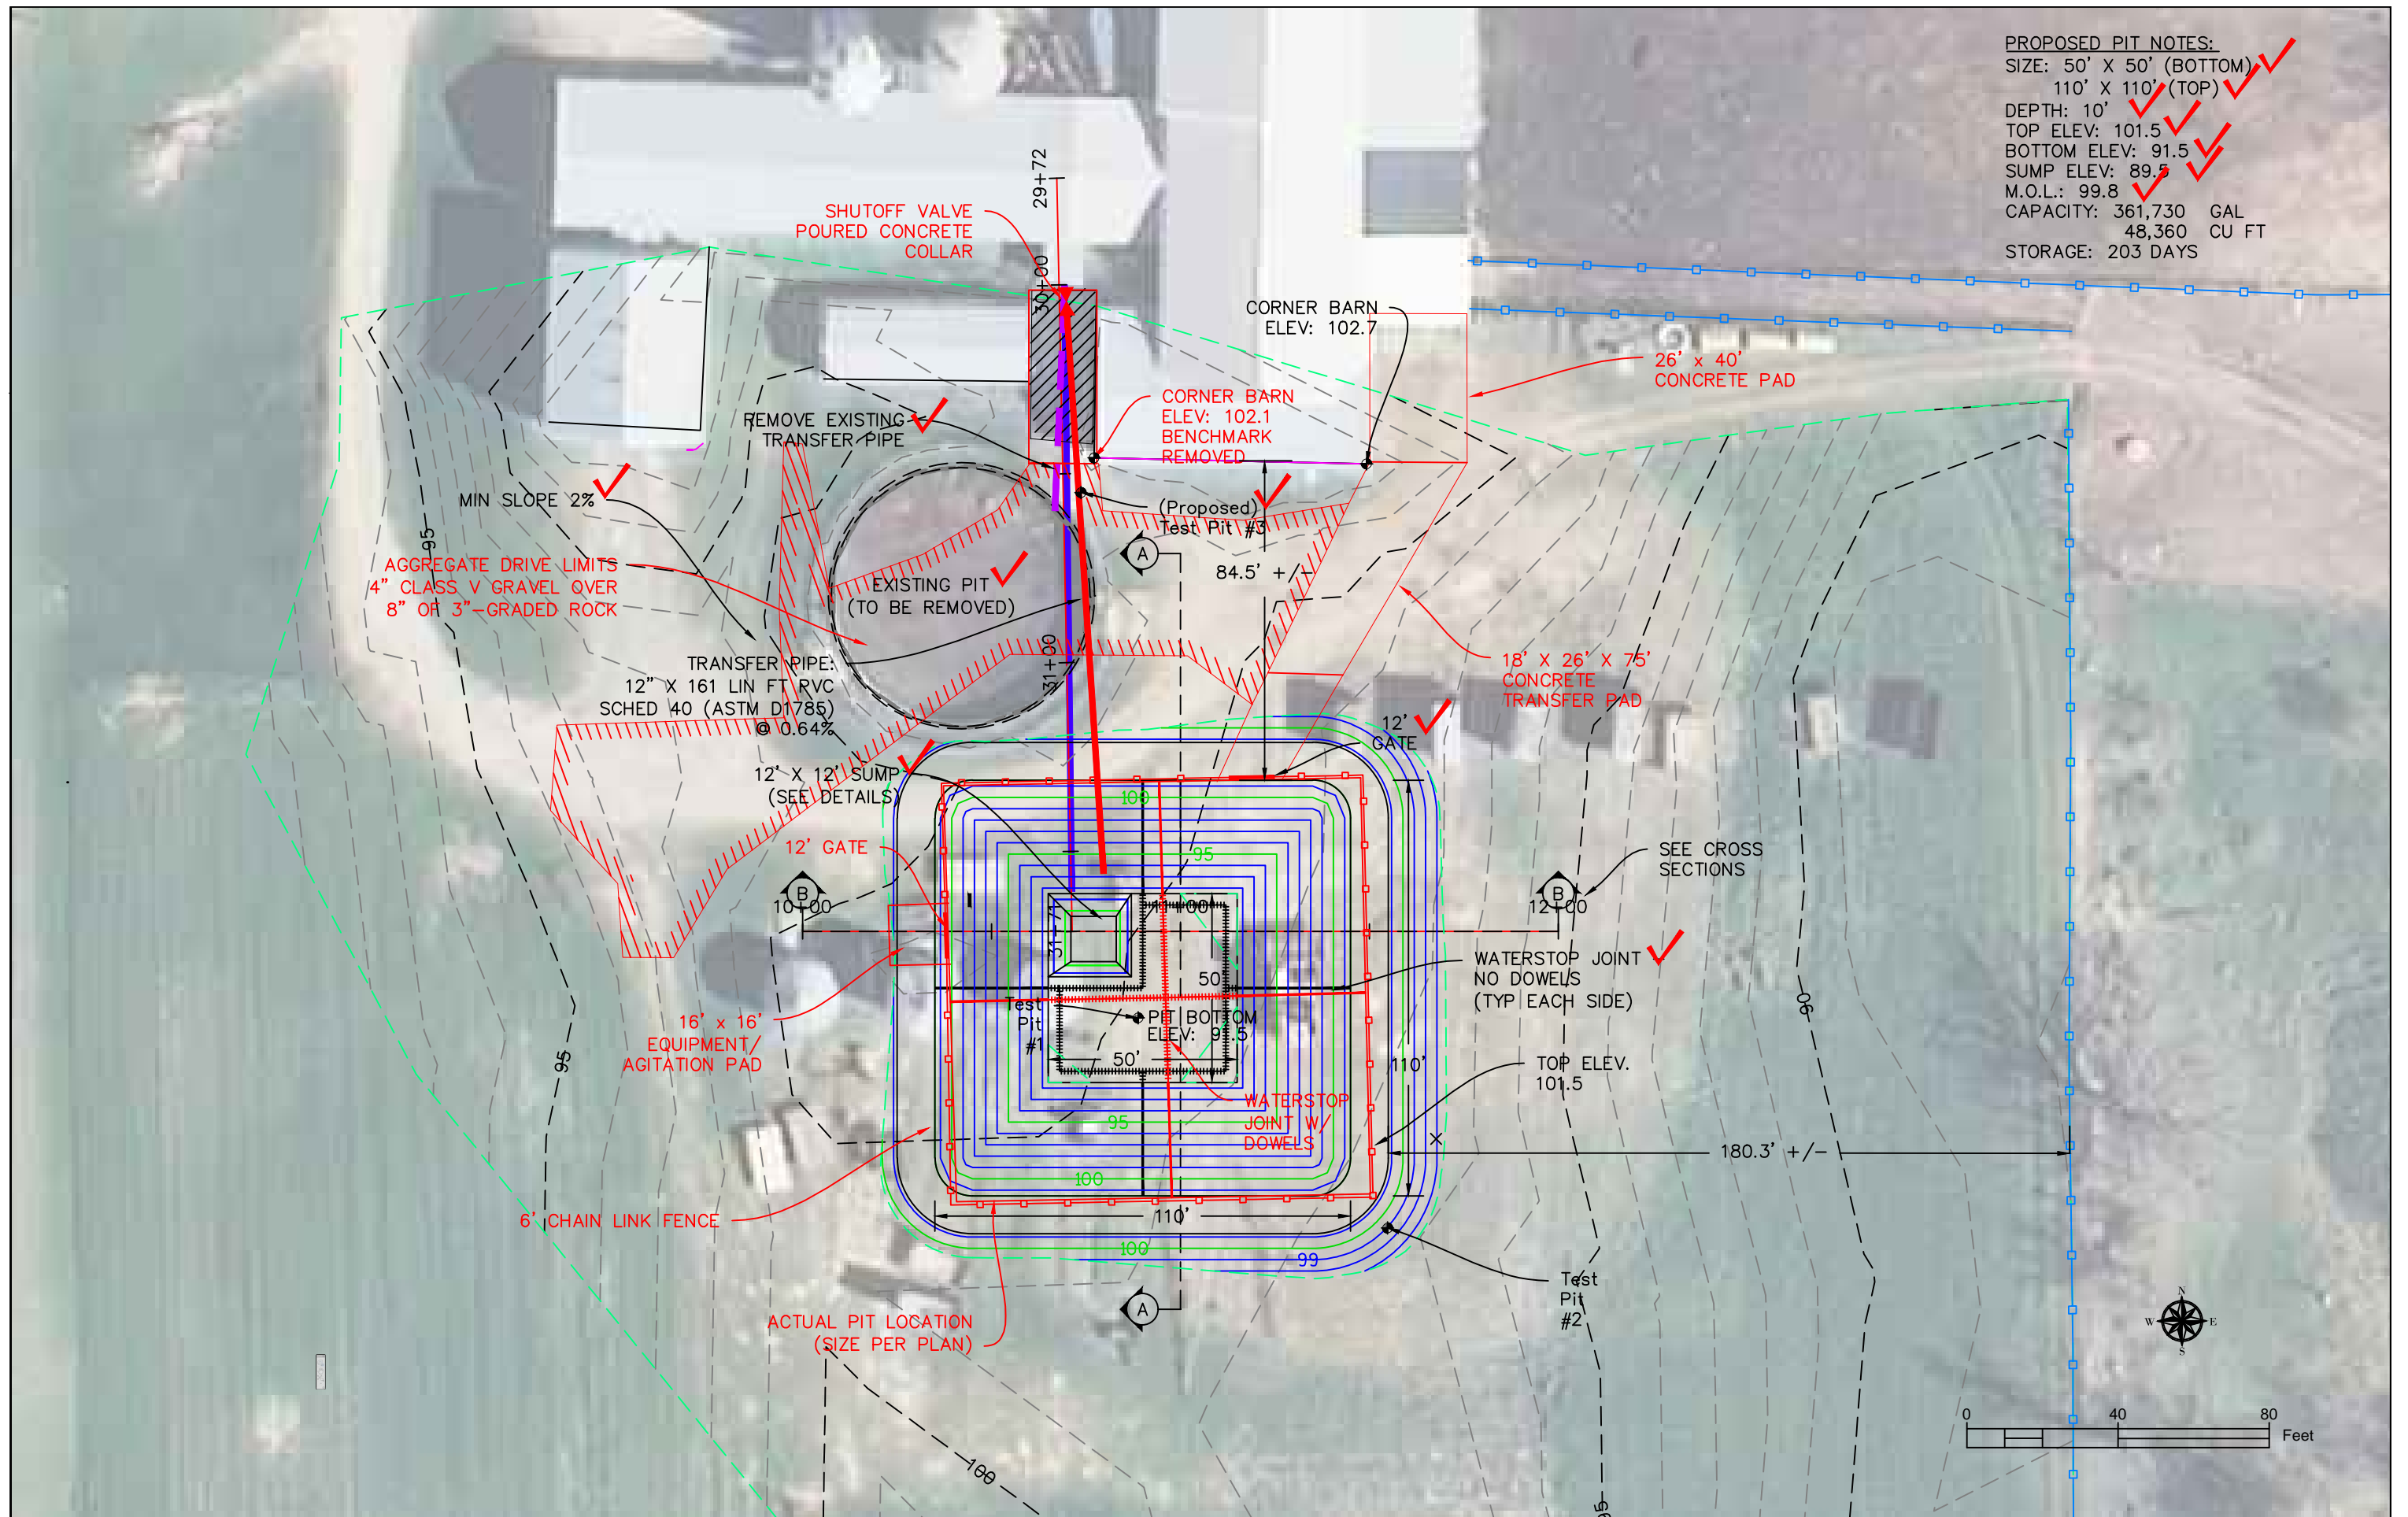 PROPOSED PIT NOTES:
SIZE: 50' X 50' (BOTTOM)
110' X 110' (TOP)
DEPTH: 10'
TOP ELEV: 101.5
BOTTOM ELEV: 91.5
SUMP ELEV: 89.5
M.O.L.: 99.8
CAPACITY: 361,730 GAL
48,360 CU FT
STORAGE: 203 DAYS
29+72
SHUTOFF VALVE
POURED CONCRETE
COLLAR
30+00
CORNER BARN
ELEV: 102.7
26' x 40'
CONCRETE PAD
CORNER BARN
ELEV: 102.1
BENCHMARK
REMOVED
REMOVE EXISTING
TRANSFER PIPE
MIN SLOPE 2%
(Proposed)
Test Pit #3
A
84.5' +/-
95
AGGREGATE DRIVE LIMITS
4" CLASS V GRAVEL OVER
8" OF 3"-GRADED ROCK
EXISTING PIT
(TO BE REMOVED)
31+00
TRANSFER PIPE:
12" X 161 LIN FT PVC
SCHED 40 (ASTM D1785)
@ 0.64%
18' X 26' X 75'
CONCRETE
TRANSFER PAD
12'
GATE
12' X 12' SUMP
(SEE DETAILS)
100
12' GATE
95
SEE CROSS
SECTIONS
B
10+00
11+00
B
12+00
31+71
WATERSTOP JOINT
NO DOWELS
(TYP EACH SIDE)
50'
90
Test
Pit
#1
PIT BOTTOM
ELEV: 91.5
16' x 16'
EQUIPMENT/
AGITATION PAD
50'
95
110'
TOP ELEV.
101.5
WATERSTOP
JOINT W/
DOWELS
95
180.3' +/-
100
6' CHAIN LINK FENCE
110'
100
99
Test
Pit
#2
A
ACTUAL PIT LOCATION
(SIZE PER PLAN)
N
W
E
S
0 40 80
Feet
100
95